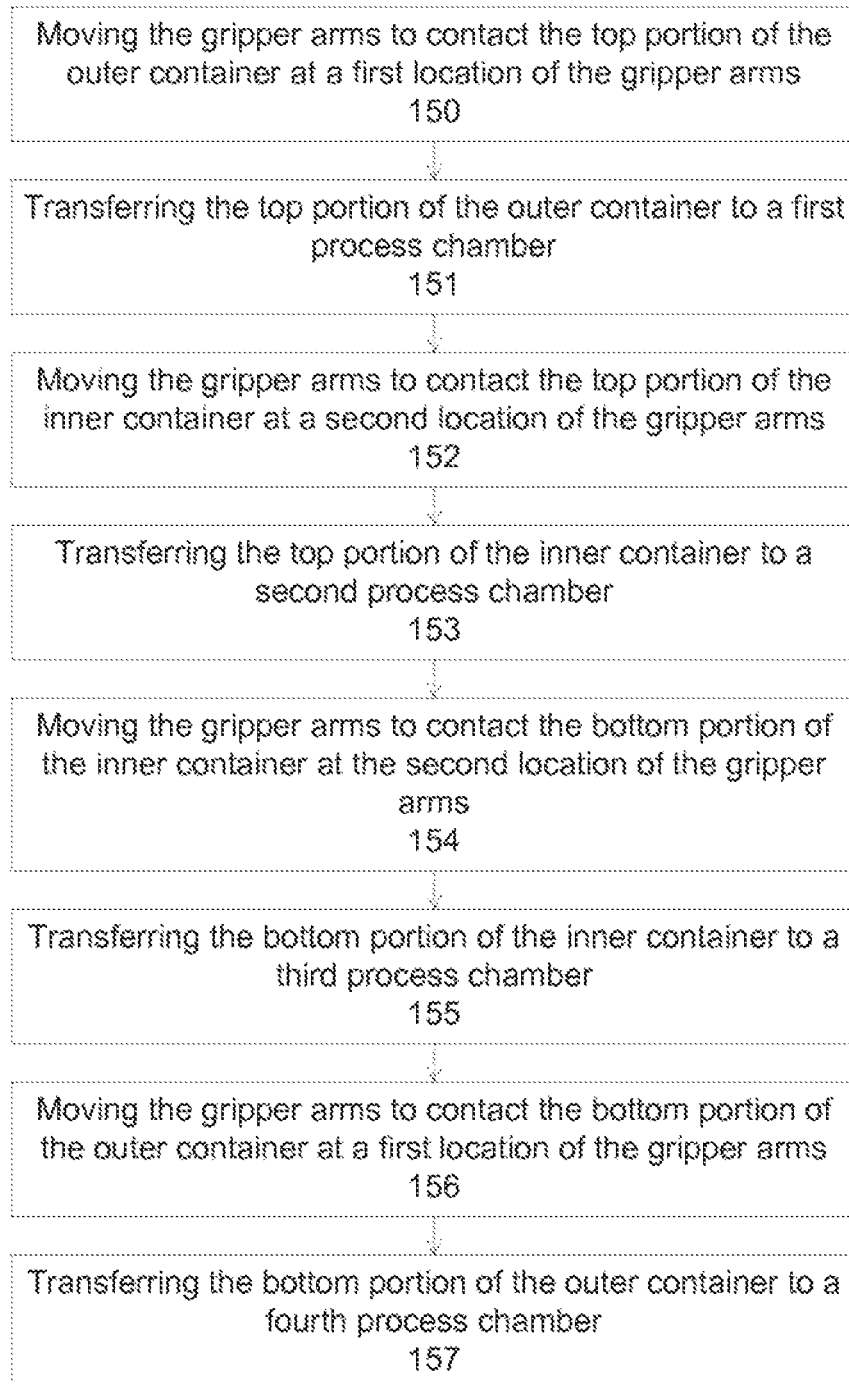 Moving the gripper arms to contact the top portion of the
outer container at a first location of the gripper arms
150
Transferring the top portion of the outer container to a first
process chamber
151
Moving the gripper arms to contact the top portion of the
inner container at a second location of the gripper arms
152
Transferring the top portion of the inner container to a
second process chamber
153
Moving the gripper arms to contact the bottom portion of
the inner container at the second location of the gripper
arms
154
Transferring the bottom portion of the inner container to a
third process chamber
155
Moving the gripper arms to contact the bottom portion of
the outer container at a first location of the gripper arms
156
Transferring the bottom portion of the outer container to a
fourth process chamber
157